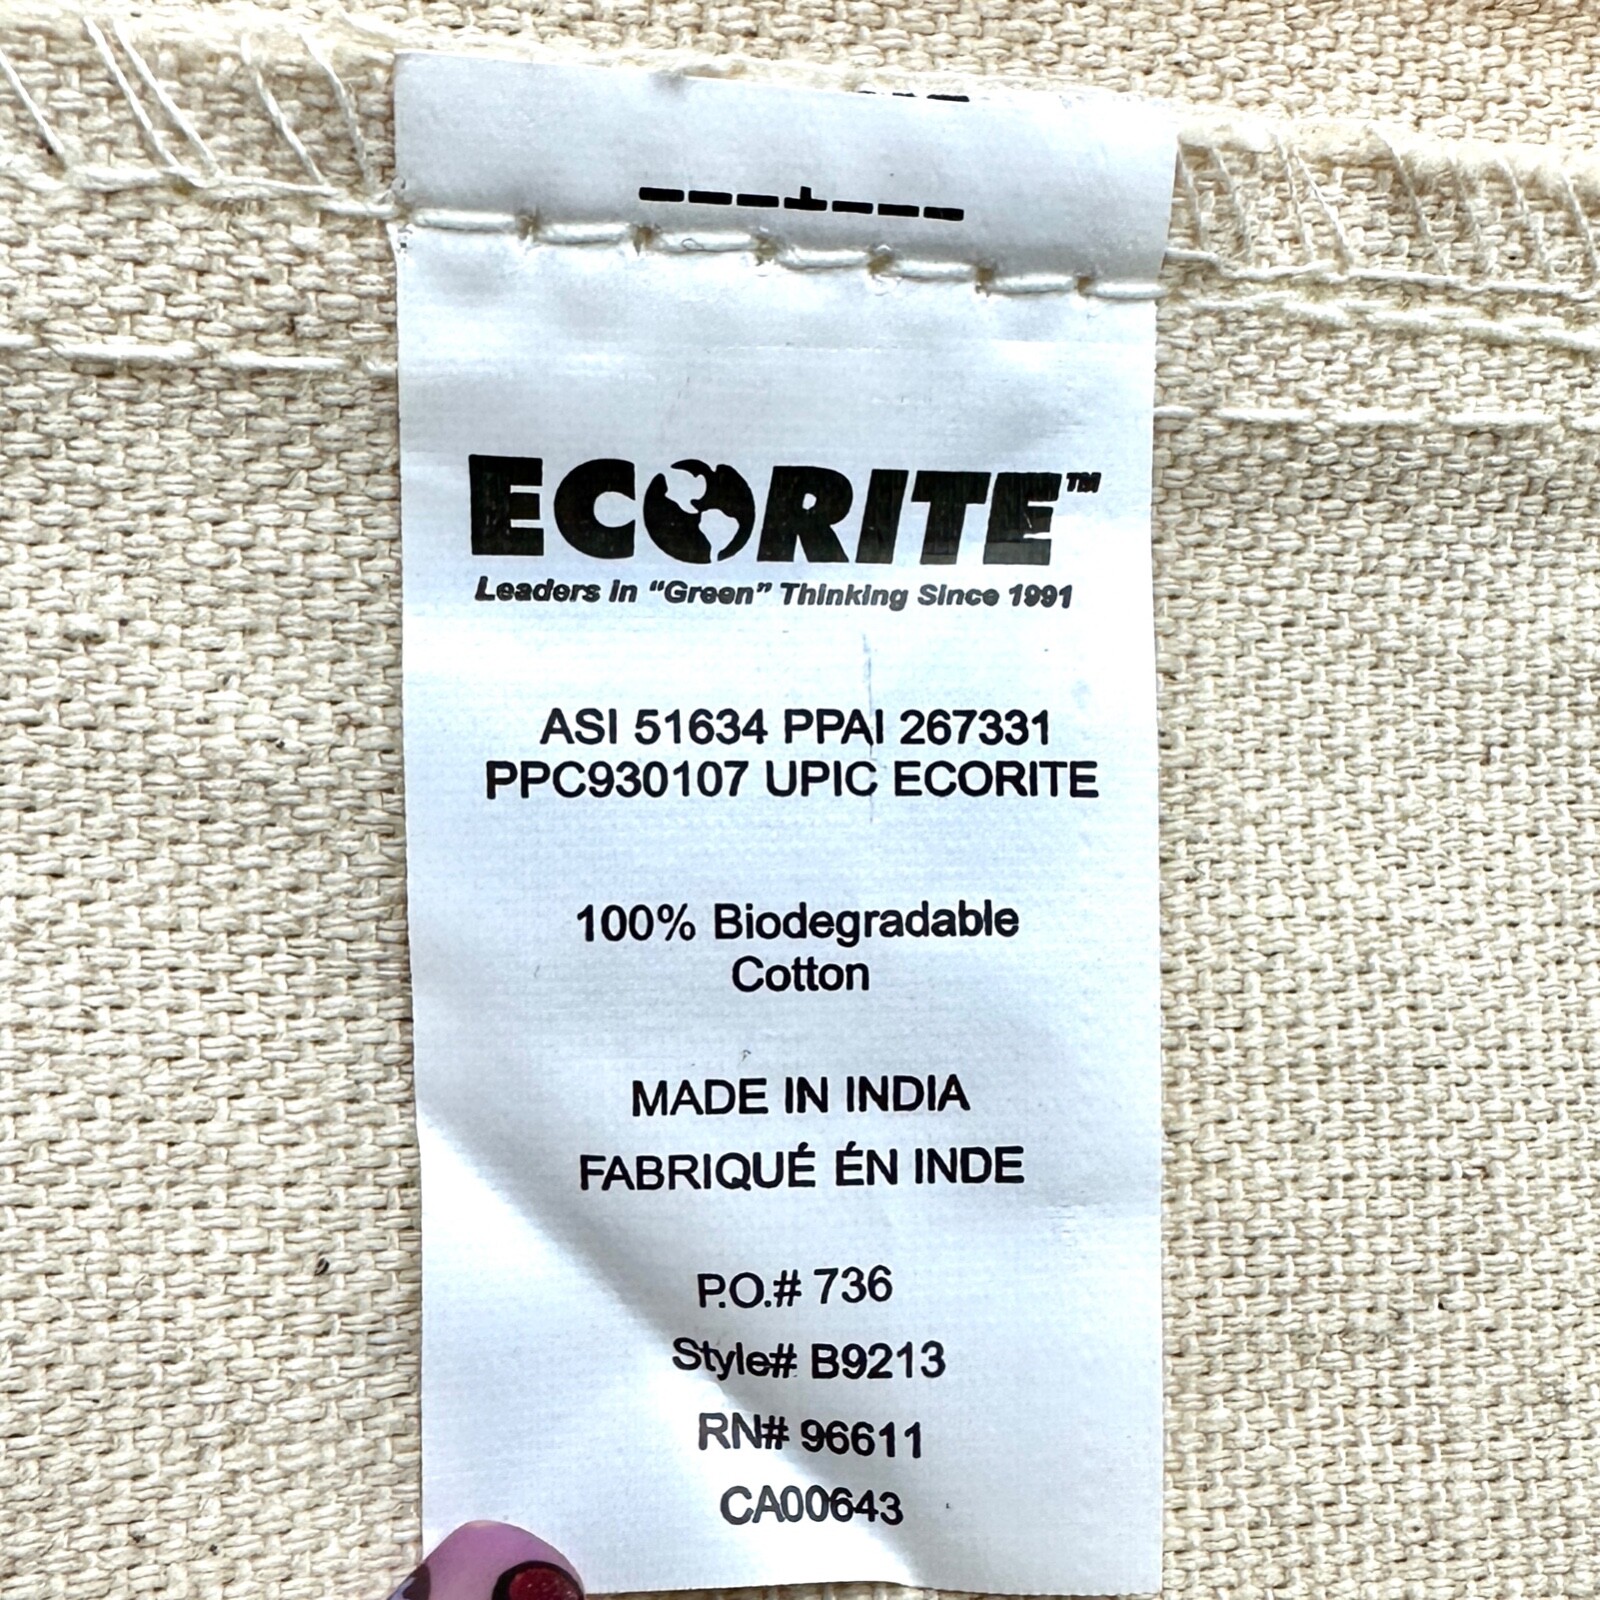 ECORITE™
Leaders in “Green” Thinking Since 1991
ASI 51634 PPAI 267331
PPC930107 UPIC ECORITE
100% Biodegradable
Cotton
MADE IN INDIA
FABRIQUÉ ÉN INDE
P.O.# 736
Style# B9213
RN# 96611
CA00643